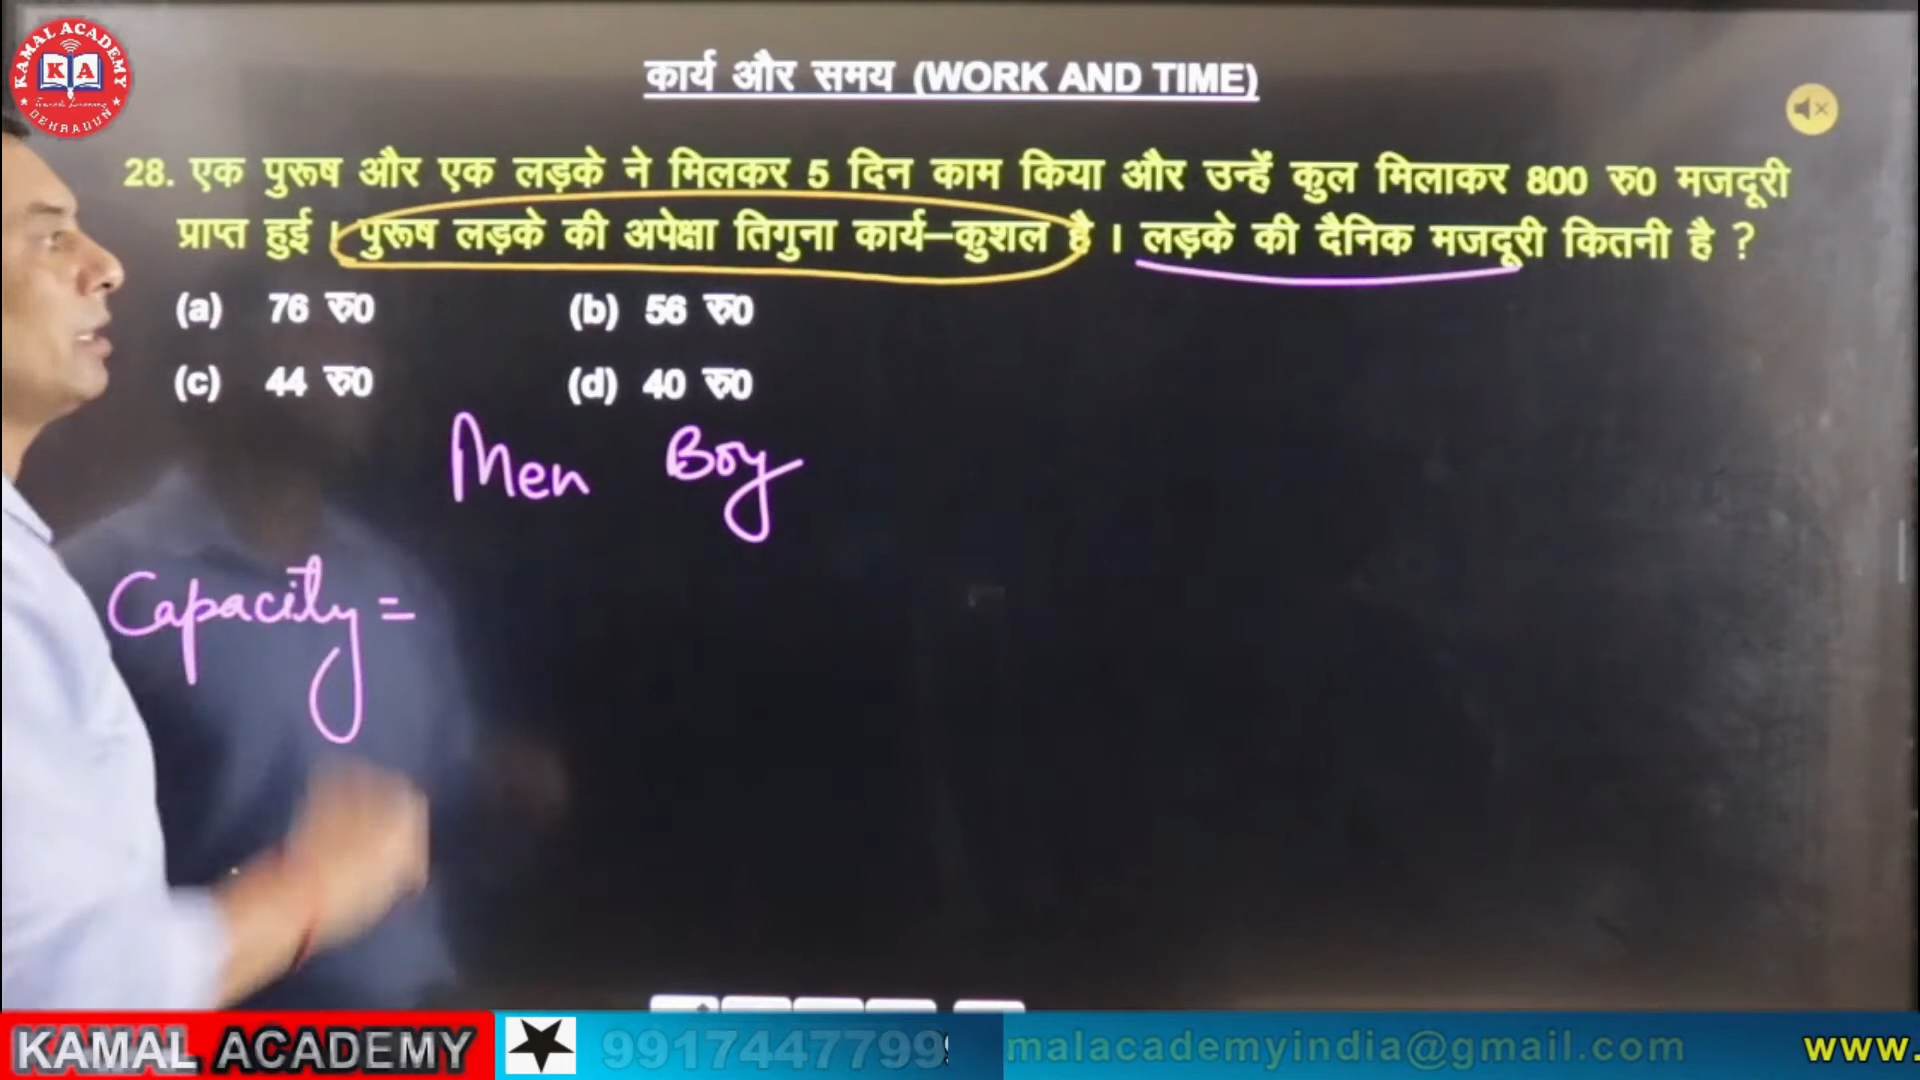 KAMAL ACADEMY
KA
DEHRADUN
कार्य और समय (WORK AND TIME)
28. एक पुरूष और एक लड़के ने मिलकर 5 दिन काम किया और उन्हें कुल मिलाकर 800 रु0 मजदूरी
प्राप्त हुई । पुरूष लड़के की अपेक्षा तिगुना कार्य–कुशल है । लड़के की दैनिक मजदूरी कितनी है ?
(a) 76 रु0 (b) 56 रु0
(c) 44 रु0 (d) 40 रु0
Men Boy
Capacity =
KAMAL ACADEMY 9917447799 malacademyindia@gmail.com www.